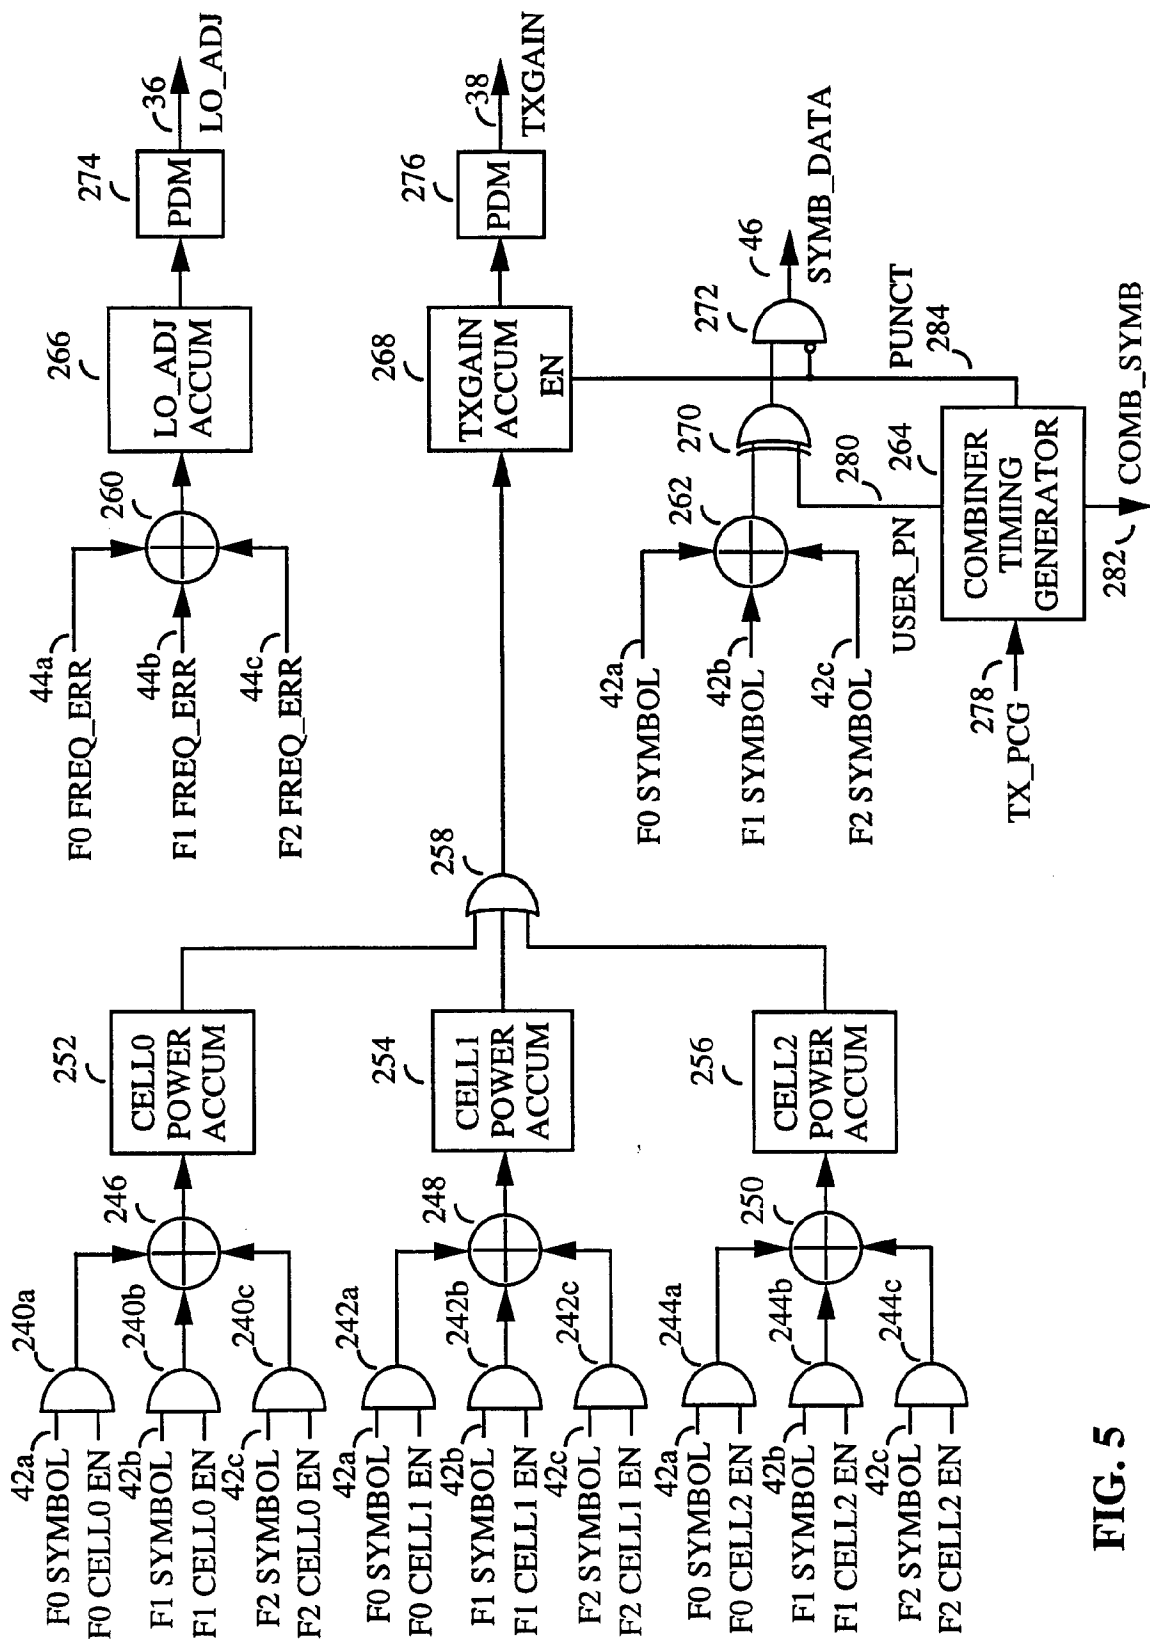 42a
F0 SYMBOL
F0 CELL0 EN
240a
42b
F1 SYMBOL
F1 CELL0 EN
240b
42c
F2 SYMBOL
F2 CELL0 EN
240c
246
252
CELL0
POWER
ACCUM
42a
F0 SYMBOL
F0 CELL1 EN
242a
42b
F1 SYMBOL
F1 CELL1 EN
242b
42c
F2 SYMBOL
F2 CELL1 EN
242c
248
254
CELL1
POWER
ACCUM
42a
F0 SYMBOL
F0 CELL2 EN
244a
42b
F1 SYMBOL
F1 CELL2 EN
244b
42c
F2 SYMBOL
F2 CELL2 EN
244c
250
256
CELL2
POWER
ACCUM
258
44a
F0 FREQ_ERR
44b
F1 FREQ_ERR
44c
F2 FREQ_ERR
260
266
LO_ADJ
ACCUM
274
PDM
36
LO_ADJ
268
TXGAIN
ACCUM
EN
276
PDM
38
TXGAIN
42a
F0 SYMBOL
42b
F1 SYMBOL
42c
F2 SYMBOL
262
270
272
46
SYMB_DATA
USER_PN
280
PUNCT
284
278
TX_PCG
264
COMBINER
TIMING
GENERATOR
282
COMB_SYMB
FIG. 5